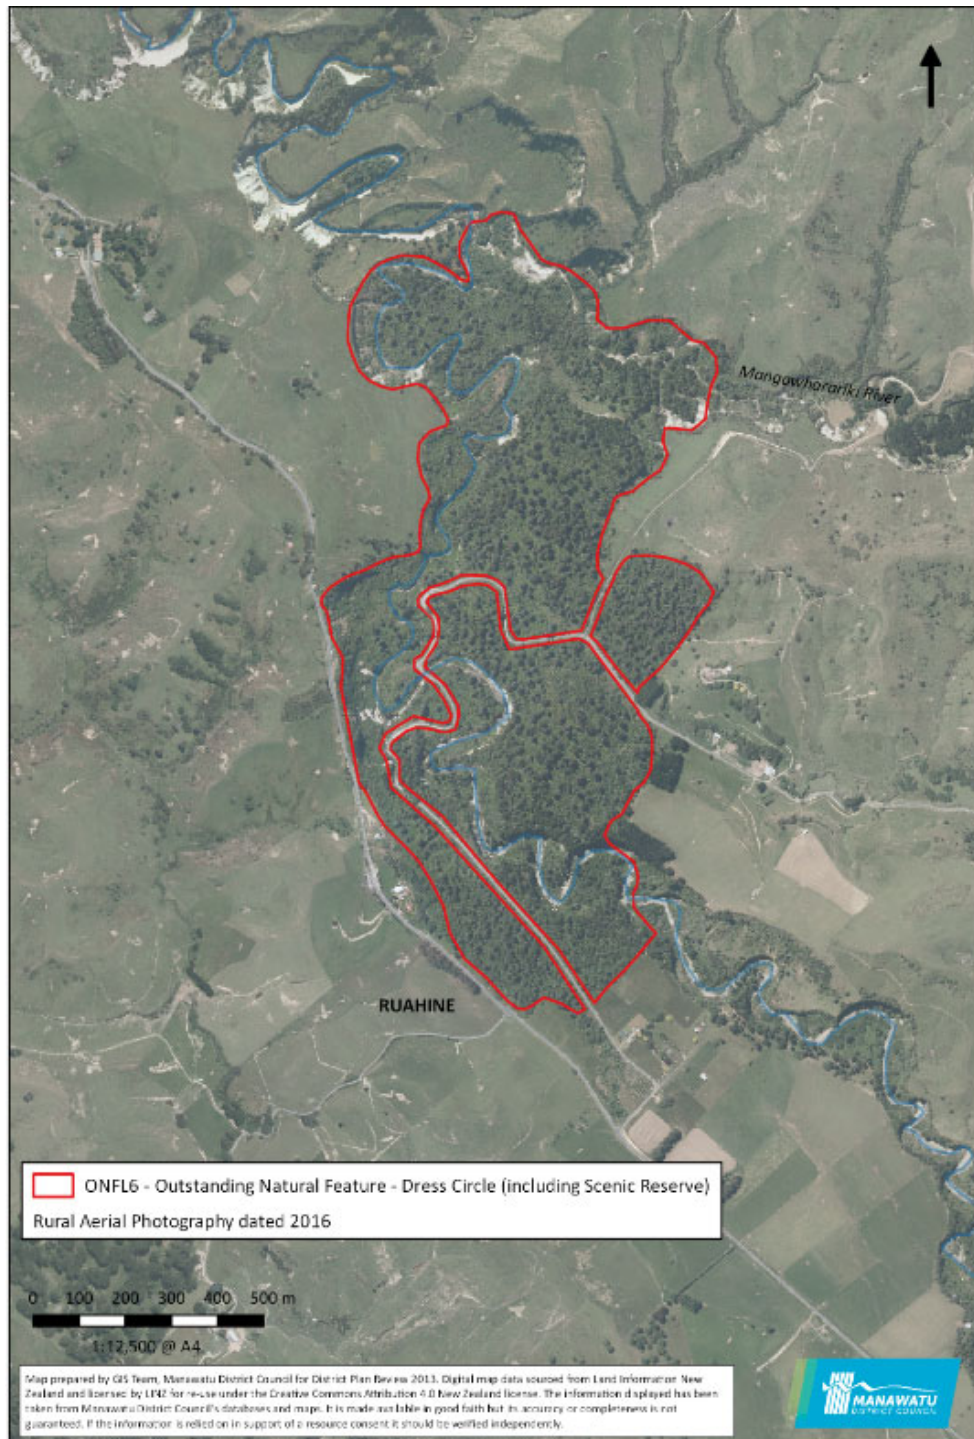 Mangawharariki River
RUAHINE
ONFL6 - Outstanding Natural Feature - Dress Circle (including Scenic Reserve)
Rural Aerial Photography dated 2016
0 100 200 300 400 500 m
1:12,500 @ A4
Map prepared by GIS Team, Manawatu District Council for District Plan Review 2013. Digital map data sourced from Land Information New
Zealand and licensed by LINZ for re-use under the Creative Commons Attribution 4.0 New Zealand license. The information displayed has been
taken from Manawatu District Council's databases and maps. It is made available in good faith but its accuracy or completeness is not
guaranteed. If the information is relied on in support of a resource consent it should be verified independently.
MANAWATU
DISTRICT COUNCIL